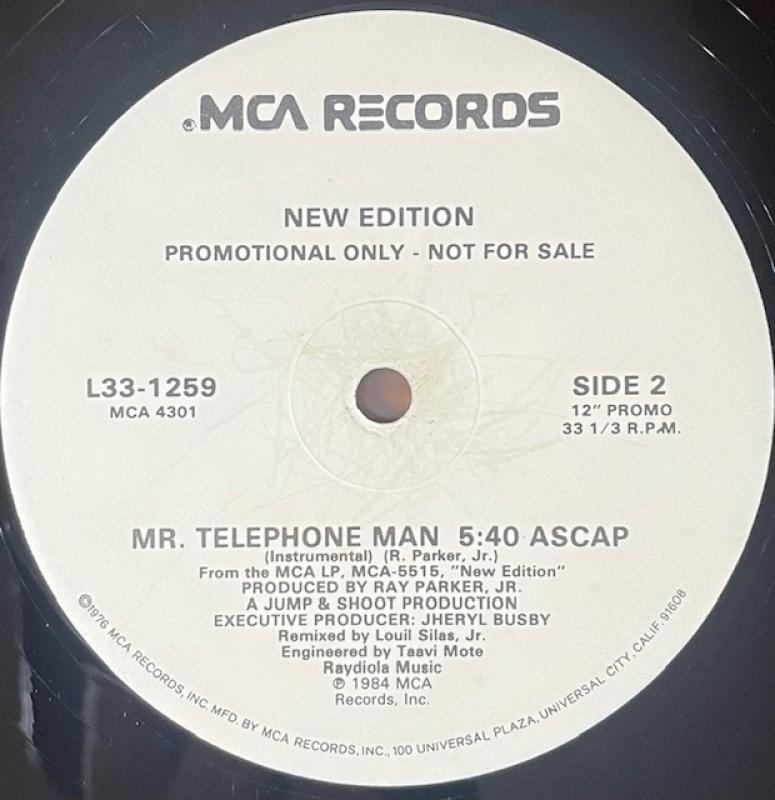 ®MCA RECORDS
NEW EDITION
PROMOTIONAL ONLY - NOT FOR SALE
L33-1259
MCA 4301
SIDE 2
12" PROMO
33 1/3 R.P.M.
MR. TELEPHONE MAN 5:40 ASCAP
(Instrumental) (R. Parker, Jr.)
From the MCA LP, MCA-5515, "New Edition"
PRODUCED BY RAY PARKER, JR.
A JUMP & SHOOT PRODUCTION
EXECUTIVE PRODUCER: JHERYL BUSBY
Remixed by Louil Silas, Jr.
Engineered by Taavi Mote
Raydiola Music
℗ 1984 MCA
Records, Inc.
©1976 MCA RECORDS, INC. MFD. BY MCA RECORDS, INC., 100 UNIVERSAL PLAZA, UNIVERSAL CITY, CALIF. 91608